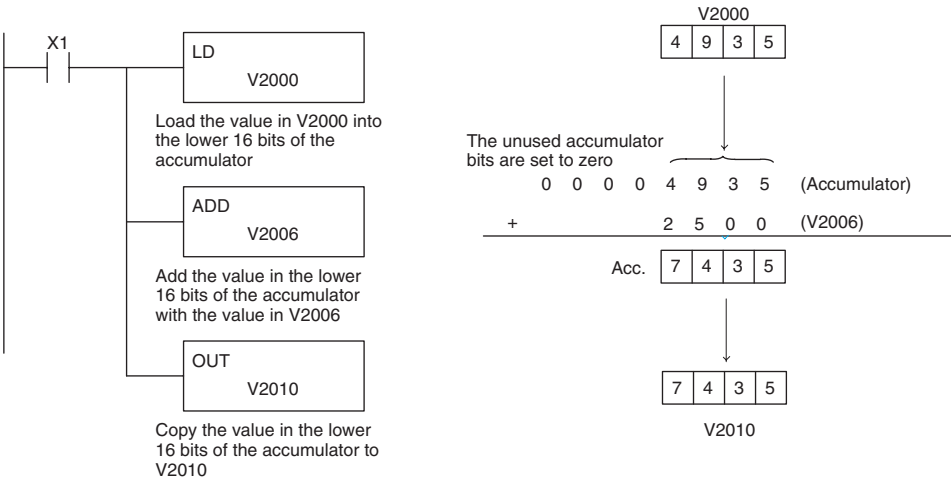 X1
LD
V2000
Load the value in V2000 into
the lower 16 bits of the
accumulator
ADD
V2006
Add the value in the lower
16 bits of the accumulator
with the value in V2006
OUT
V2010
Copy the value in the lower
16 bits of the accumulator to
V2010
V2000
4 9 3 5
The unused accumulator
bits are set to zero
0 0 0 0 4 9 3 5 (Accumulator)
+ 2 5 0 0 (V2006)
Acc. 7 4 3 5
7 4 3 5
V2010